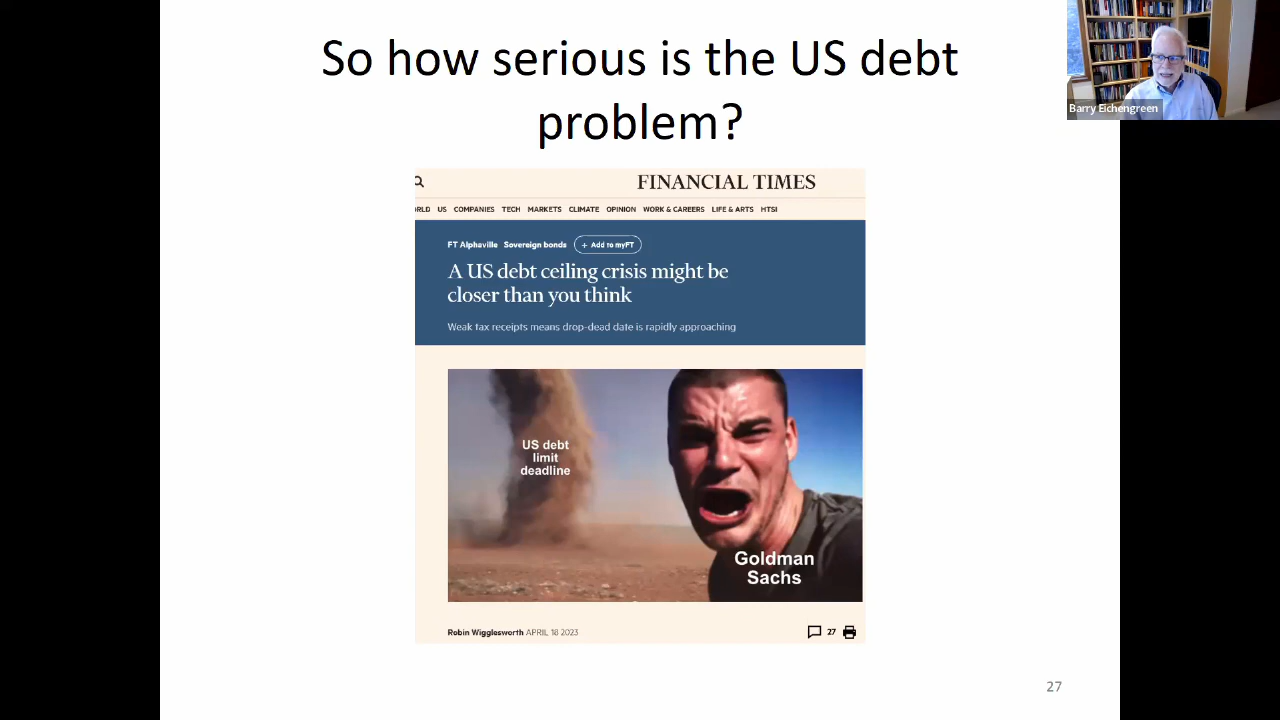 So how serious is the US debt
problem?
Barry Eichengreen
FINANCIAL TIMES
RLD US COMPANIES TECH MARKETS CLIMATE OPINION WORK & CAREERS LIFE & ARTS HTSI
FT Alphaville Sovereign bonds + Add to myFT
A US debt ceiling crisis might be
closer than you think
Weak tax receipts means drop-dead date is rapidly approaching
US debt
limit
deadline
Goldman
Sachs
Robin Wigglesworth APRIL 18 2023
27
27